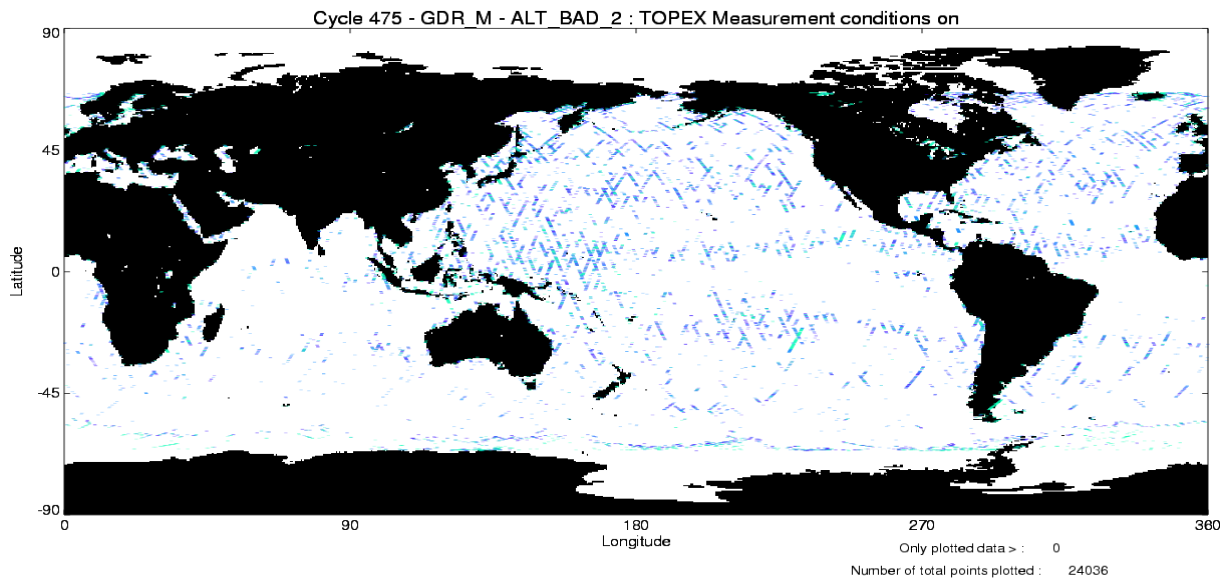 Cycle 475 - GDR_M - ALT_BAD_2 : TOPEX Measurement conditions on
90
45
0
-45
-90
Latitude
0 90 180 270 360
Longitude
Only plotted data > : 0
Number of total points plotted : 24036